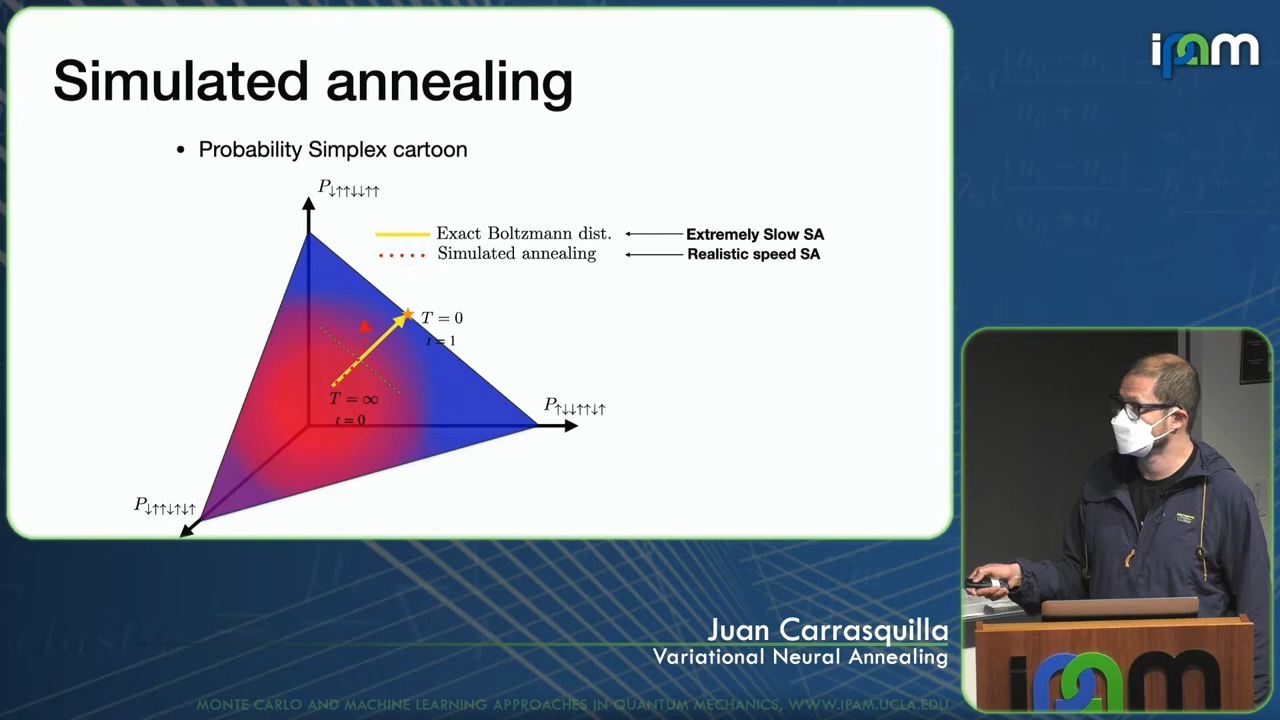 Simulated annealing
• Probability Simplex cartoon
P↓↑↑↓↓↑↑
Exact Boltzmann dist.
Extremely Slow SA
Simulated annealing
Realistic speed SA
T = 0
t = 1
T = ∞
t = 0
P↑↓↓↑↑↓↑
P↓↑↑↓↑↓↑
ipam
Juan Carrasquilla
Variational Neural Annealing
ipam
MONTE CARLO AND MACHINE LEARNING APPROACHES IN QUANTUM MECHANICS, WWW.IPAM.UCLA.EDU